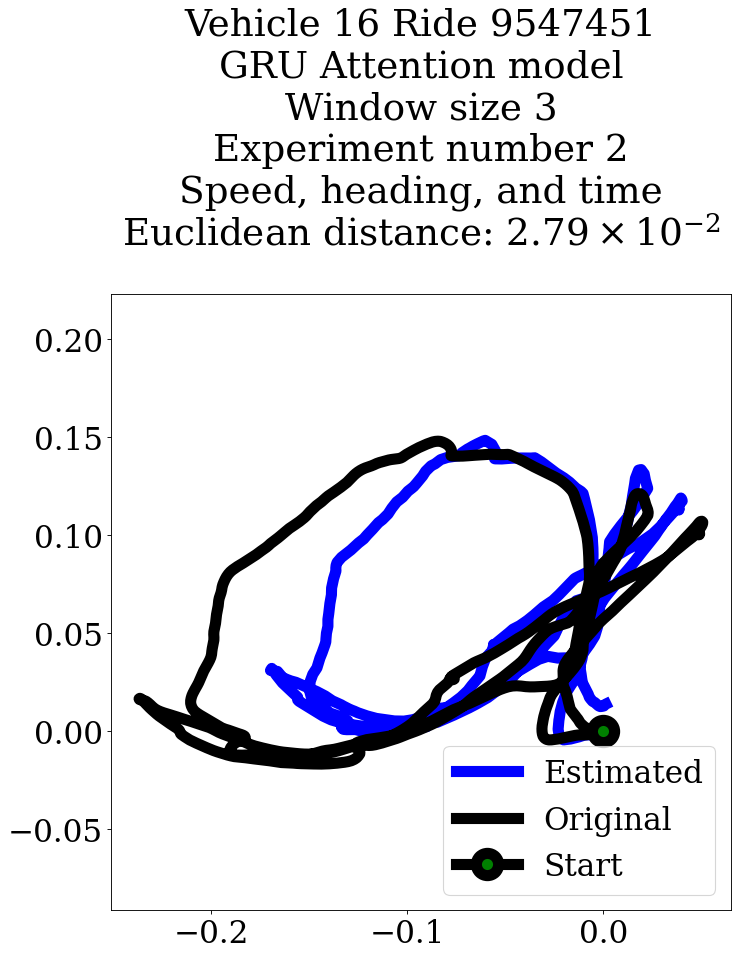 Vehicle 16 Ride 9547451
GRU Attention model
Window size 3
Experiment number 2
Speed, heading, and time
Euclidean distance: 2.79 × 10⁻²
0.20
0.15
0.10
0.05
0.00
−0.05
−0.2
−0.1
0.0
Estimated
Original
Start